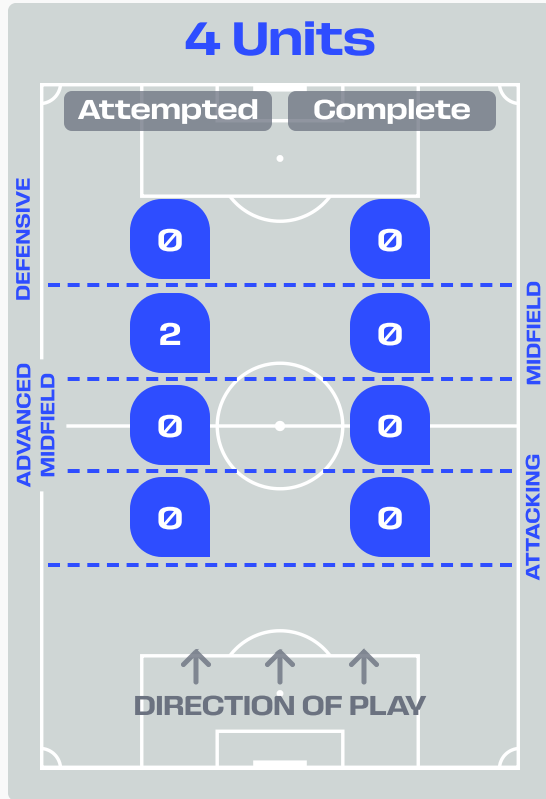 4 Units
Attempted Complete
DEFENSIVE
0 0
MIDFIELD
2 0
ADVANCED
MIDFIELD
0 0
ATTACKING
0 0
DIRECTION OF PLAY